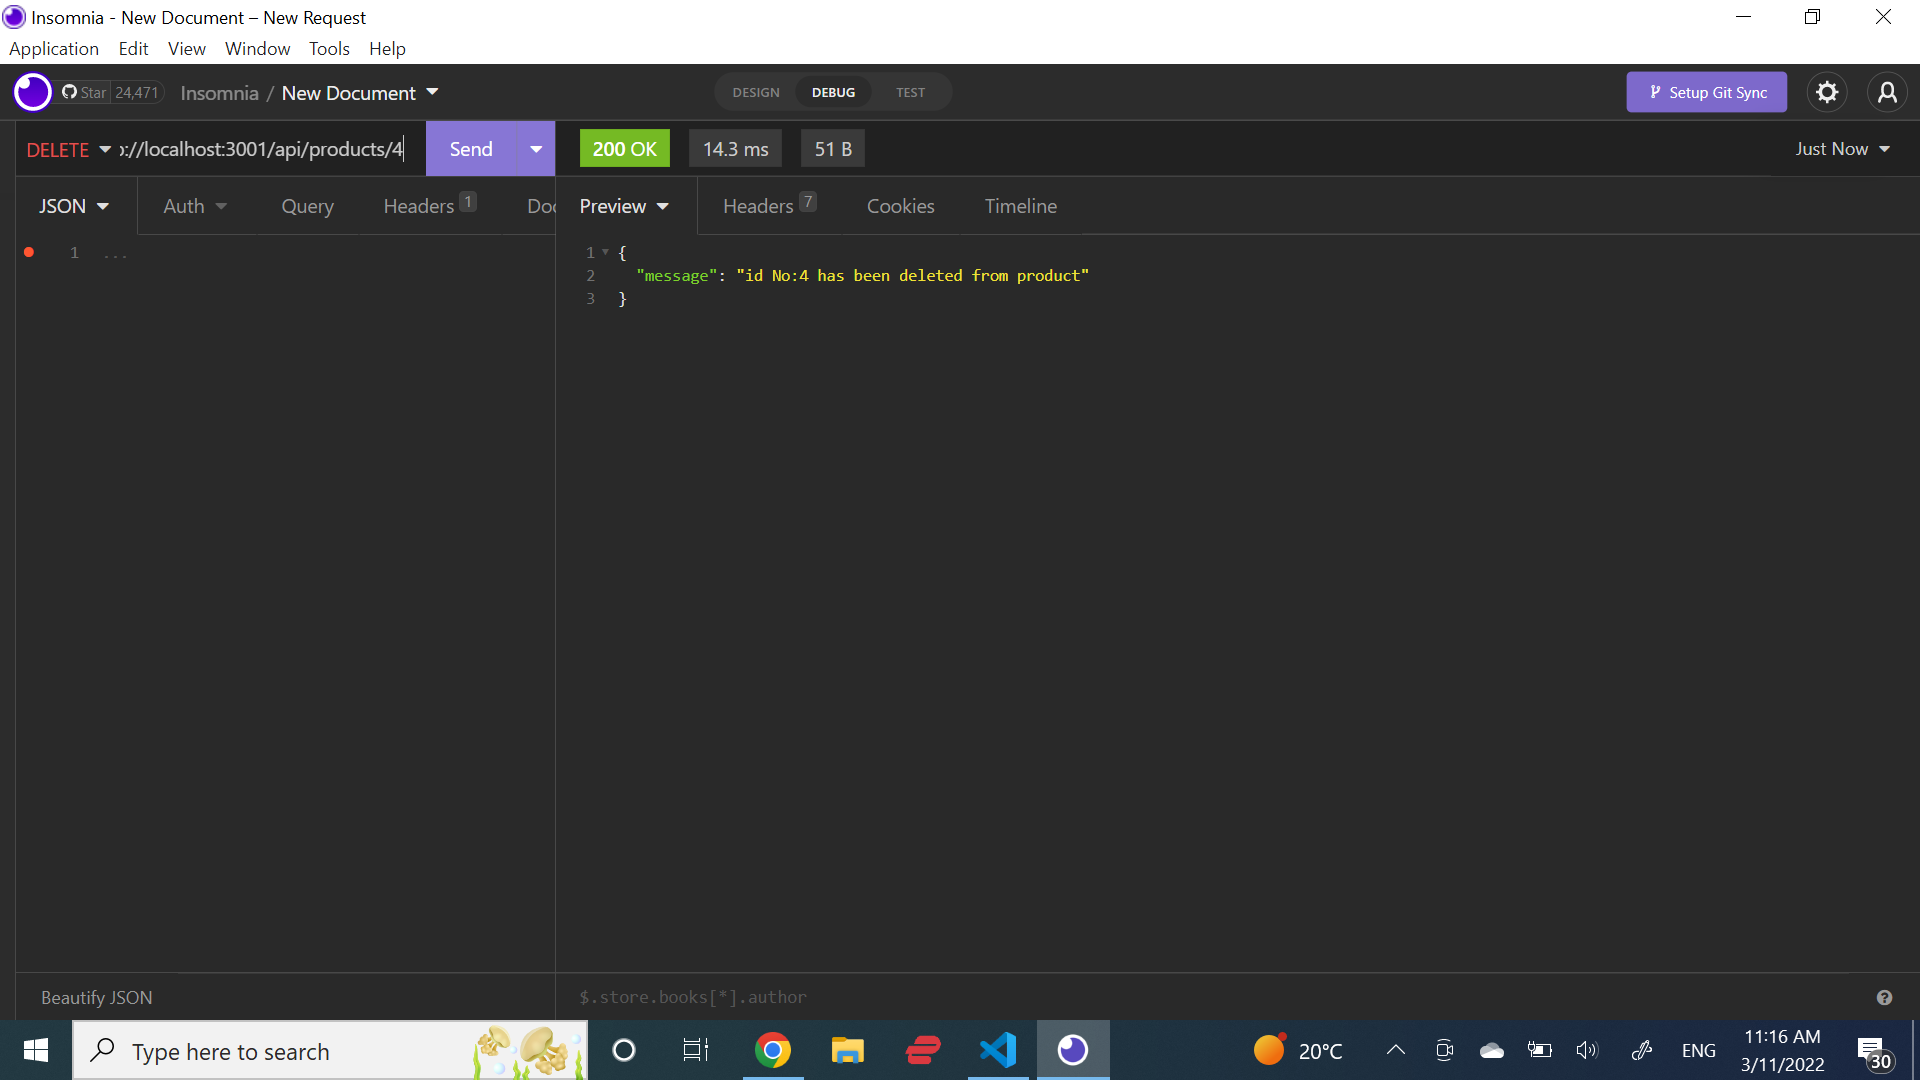 Insomnia - New Document – New Request
Application Edit View Window Tools Help
Star 24,471 Insomnia / New Document DESIGN DEBUG TEST Setup Git Sync
DELETE ://localhost:3001/api/products/4 Send 200 OK 14.3 ms 51 B Just Now
JSON Auth Query Headers 1 Doc Preview Headers 7 Cookies Timeline
1 ...
1 {
2 "message": "id No:4 has been deleted from product"
3 }
Beautify JSON $.store.books[*].author
Type here to search 20°C ENG 11:16 AM
3/11/2022 30